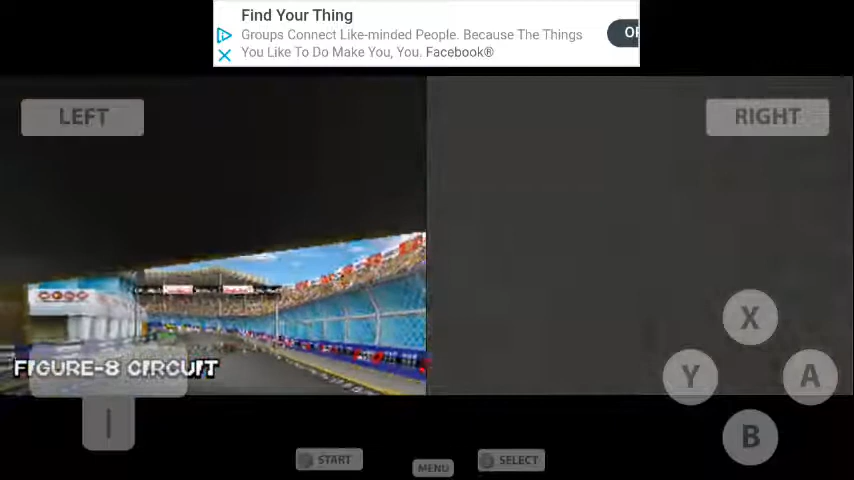 Find Your Thing
Groups Connect Like-minded People. Because The Things
You Like To Do Make You, You. Facebook®
LEFT
RIGHT
X
Y
A
B
FIGURE-8 CIRCUIT
START
MENU
SELECT